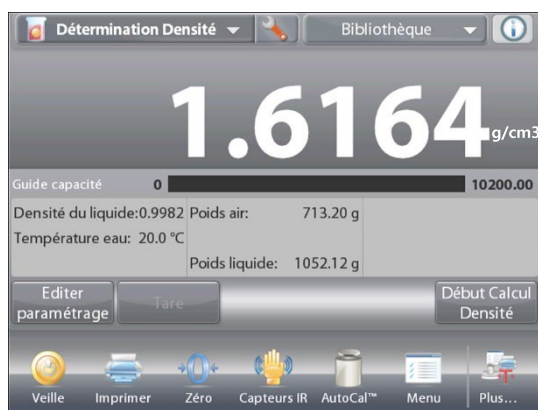 Détermination Densité
Bibliothèque
1.6164 g/cm3
Guide capacité 0 10200.00
Densité du liquide:0.9982 Poids air: 713.20 g
Température eau: 20.0 °C
Poids liquide: 1052.12 g
Editer paramétrage
Tare
Début Calcul Densité
Veille
Imprimer
Zéro
Capteurs IR
AutoCal™
Menu
Plus...